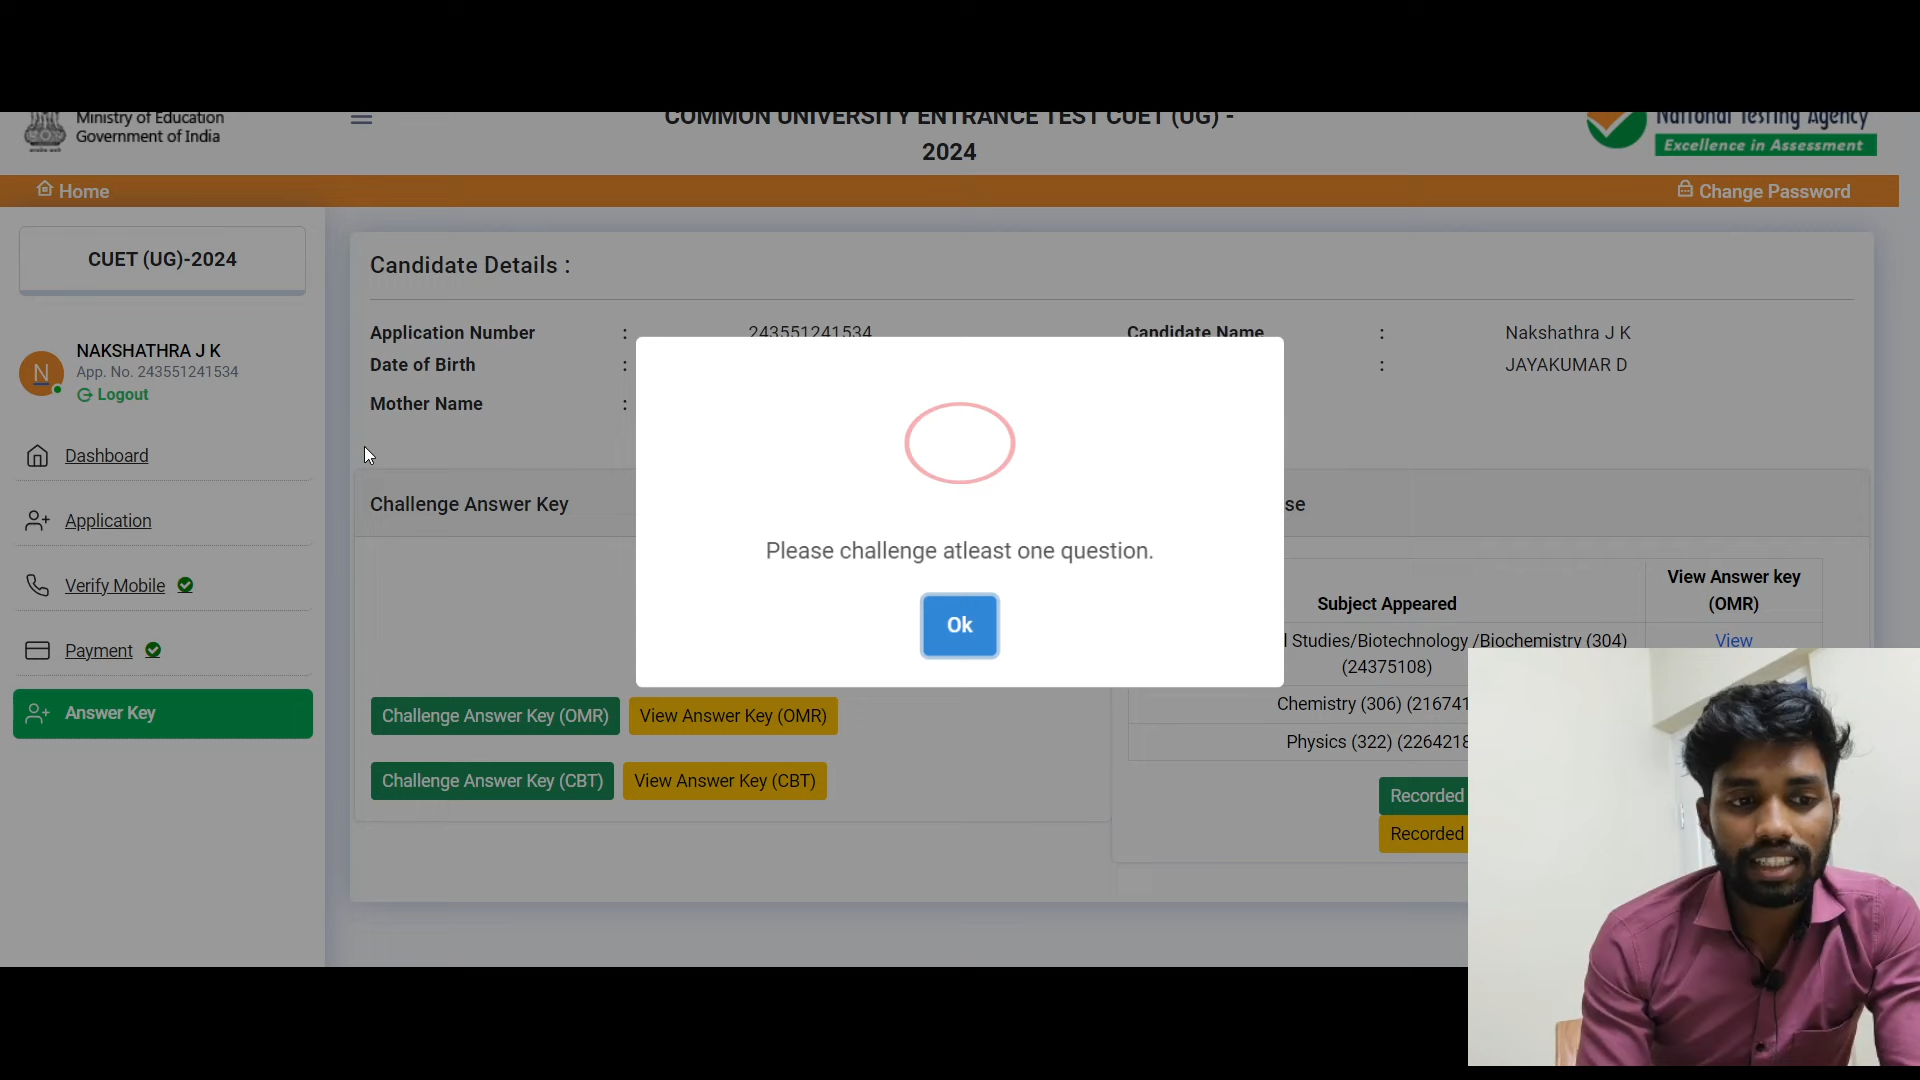 Ministry of Education
Government of India
COMMON UNIVERSITY ENTRANCE TEST CUET (UG) -
2024
National Testing Agency
Excellence in Assessment
Home
Change Password
CUET (UG)-2024
NAKSHATHRA J K
N
App. No. 243551241534
Logout
Dashboard
Application
Verify Mobile
Payment
Answer Key
Candidate Details :
Application Number : 243551241534
Candidate Name : Nakshathra J K
Date of Birth :
: JAYAKUMAR D
Mother Name :
Challenge Answer Key
se
Please challenge atleast one question.
Ok
Subject Appeared
View Answer key
(OMR)
l Studies/Biotechnology /Biochemistry (304)
(24375108)
View
Chemistry (306) (216741
Physics (322) (2264218
Challenge Answer Key (OMR)
View Answer Key (OMR)
Challenge Answer Key (CBT)
View Answer Key (CBT)
Recorded
Recorded